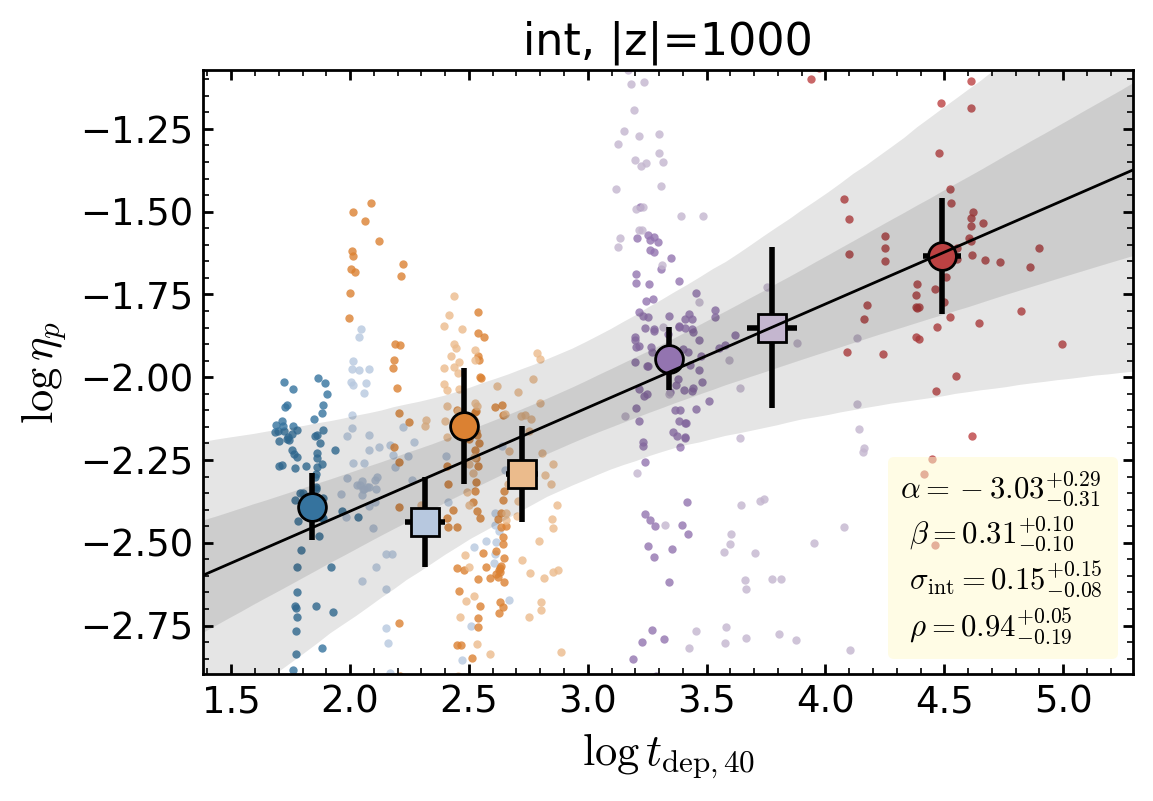 int, |z|=1000
−1.25
−1.50
−1.75
−2.00
−2.25
−2.50
−2.75
log η_p
α = − 3.03^{+0.29}_{−0.31}
β = 0.31^{+0.10}_{−0.10}
σ_int = 0.15^{+0.15}_{−0.08}
ρ = 0.94^{+0.05}_{−0.19}
1.5 2.0 2.5 3.0 3.5 4.0 4.5 5.0
log t_{dep, 40}